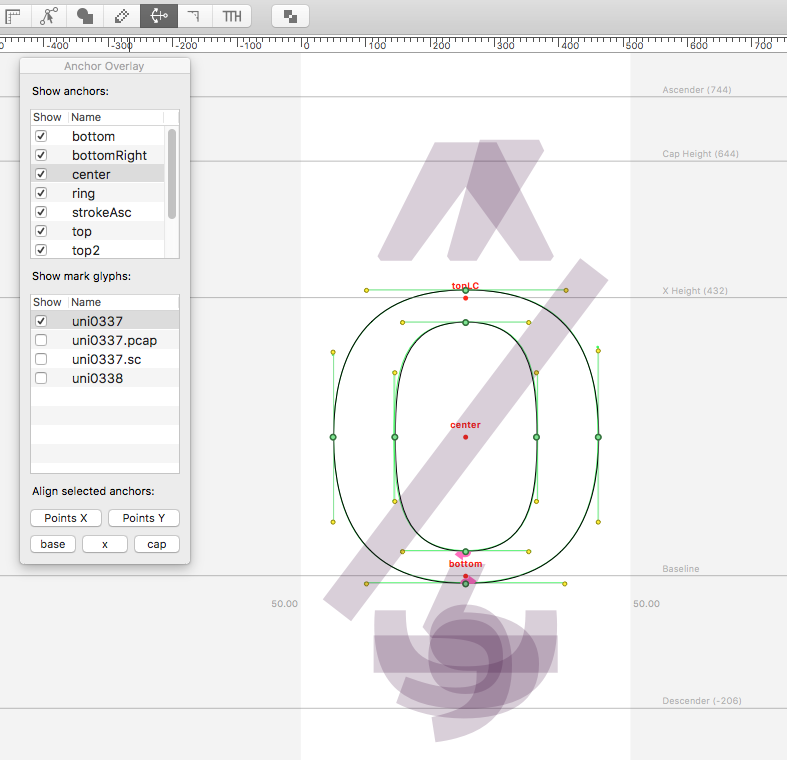 TTH
0 -400 -300 -200 -100 0 100 200 300 400 500 600 700
Anchor Overlay
Show anchors:
Show Name
bottom
bottomRight
center
ring
strokeAsc
top
top2
Show mark glyphs:
Show Name
uni0337
uni0337.pcap
uni0337.sc
uni0338
Align selected anchors:
Points X Points Y
base x cap
Ascender (744)
Cap Height (644)
topLC
X Height (432)
center
bottom
Baseline
50.00 50.00
Descender (-206)